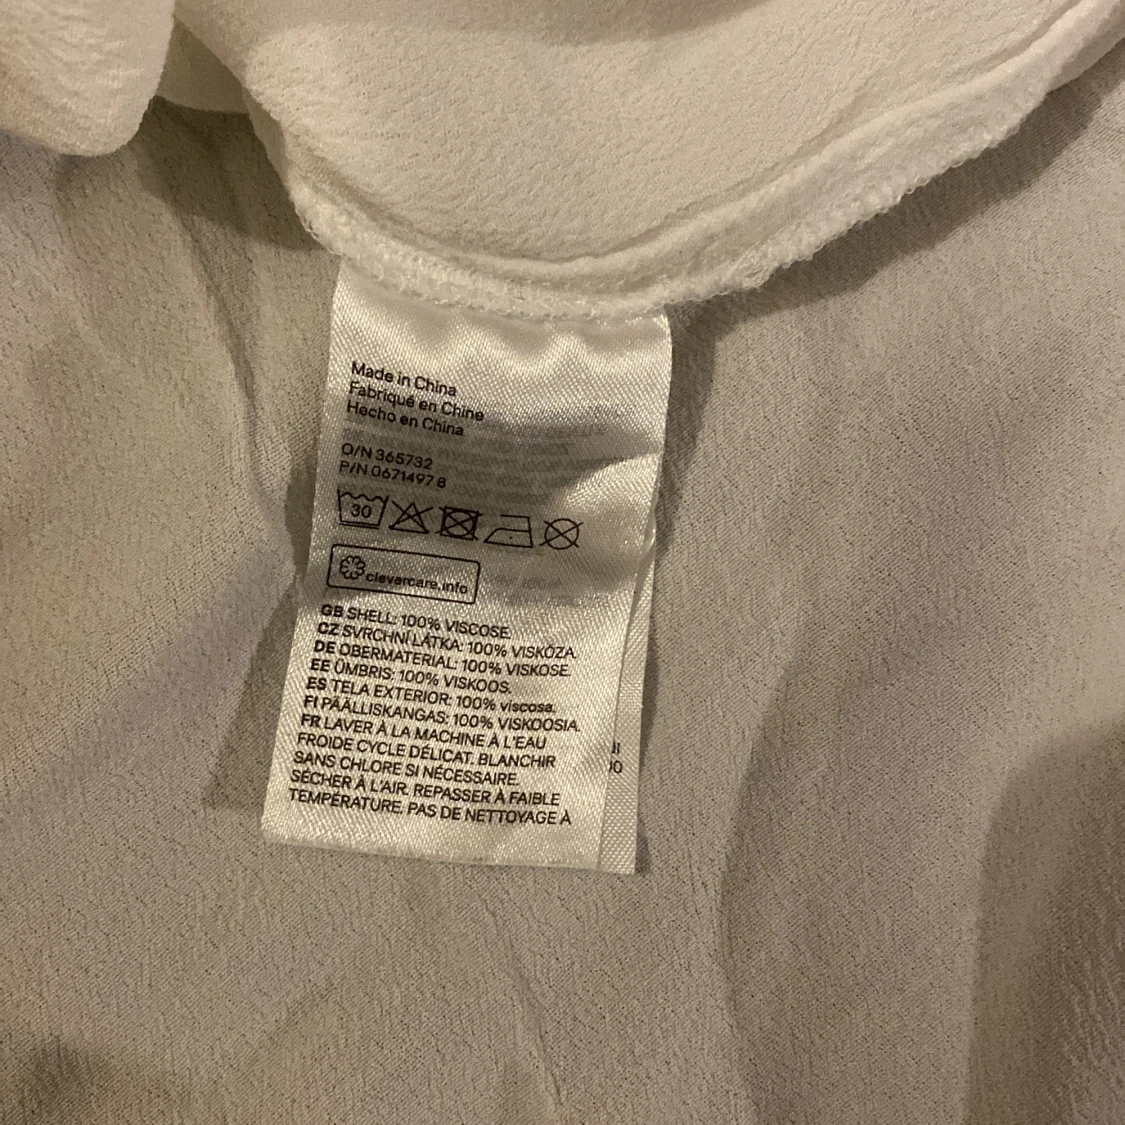 Made in China
Fabriqué en Chine
Hecho en China
O/N 365732
P/N 0671497 8
30
clevercare.info
GB SHELL: 100% VISCOSE.
CZ SVRCHNÍ LÁTKA: 100% VISKÓZA.
DE OBERMATERIAL: 100% VISKOSE.
EE ÜMBRIS: 100% VISKOOS.
ES TELA EXTERIOR: 100% viscosa.
FI PÄÄLLISKANGAS: 100% VISKOOSIA.
FR LAVER À LA MACHINE À L'EAU
FROIDE CYCLE DÉLICAT. BLANCHIR
SANS CHLORE SI NÉCESSAIRE.
SÉCHER À L'AIR. REPASSER À FAIBLE
TEMPÉRATURE. PAS DE NETTOYAGE À